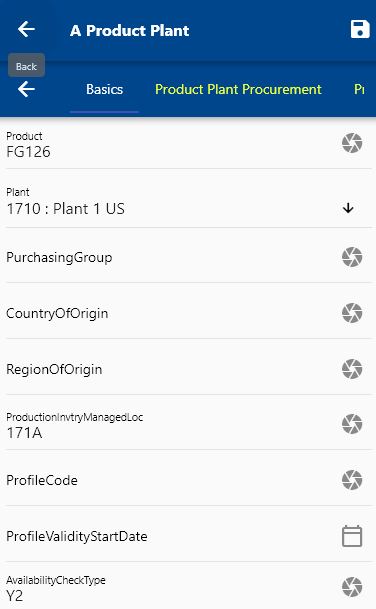 A Product Plant
Back
Basics Product Plant Procurement
Product
FG126
Plant
1710 : Plant 1 US
PurchasingGroup
CountryOfOrigin
RegionOfOrigin
ProductionInvtryManagedLoc
171A
ProfileCode
ProfileValidityStartDate
AvailabilityCheckType
Y2